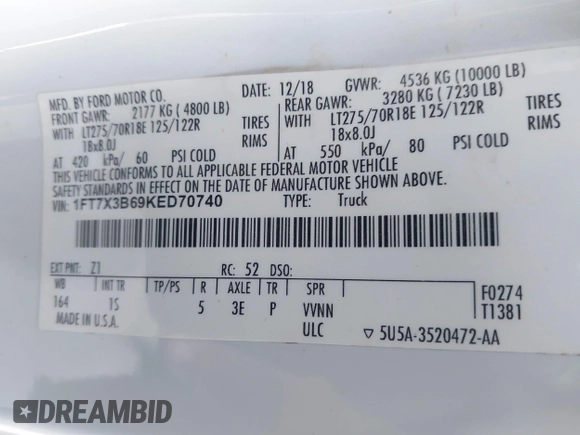 MFD. BY FORD MOTOR CO.
DATE: 12/18 GVWR: 4536 KG (10000 LB)
FRONT GAWR: 2177 KG (4800 LB)
REAR GAWR: 3280 KG (7230 LB)
WITH LT275/70R18E 125/122R TIRES
18x8.0J RIMS
WITH LT275/70R18E 125/122R TIRES
18x8.0J RIMS
AT 420 kPa/ 60 PSI COLD
AT 550 kPa/ 80 PSI COLD
THIS VEHICLE CONFORMS TO ALL APPLICABLE FEDERAL MOTOR VEHICLE
SAFETY STANDARDS IN EFFECT ON THE DATE OF MANUFACTURE SHOWN ABOVE.
VIN: 1FT7X3B69KED70740
TYPE: Truck
EXT PNT: Z1 RC: 52 DSO:
WB INT TR TP/PS R AXLE TR SPR
164 1S 5 3E P VVNN
ULC
F0274
T1381
MADE IN U.S.A.
▽ 5U5A-3520472-AA
DREAMBID